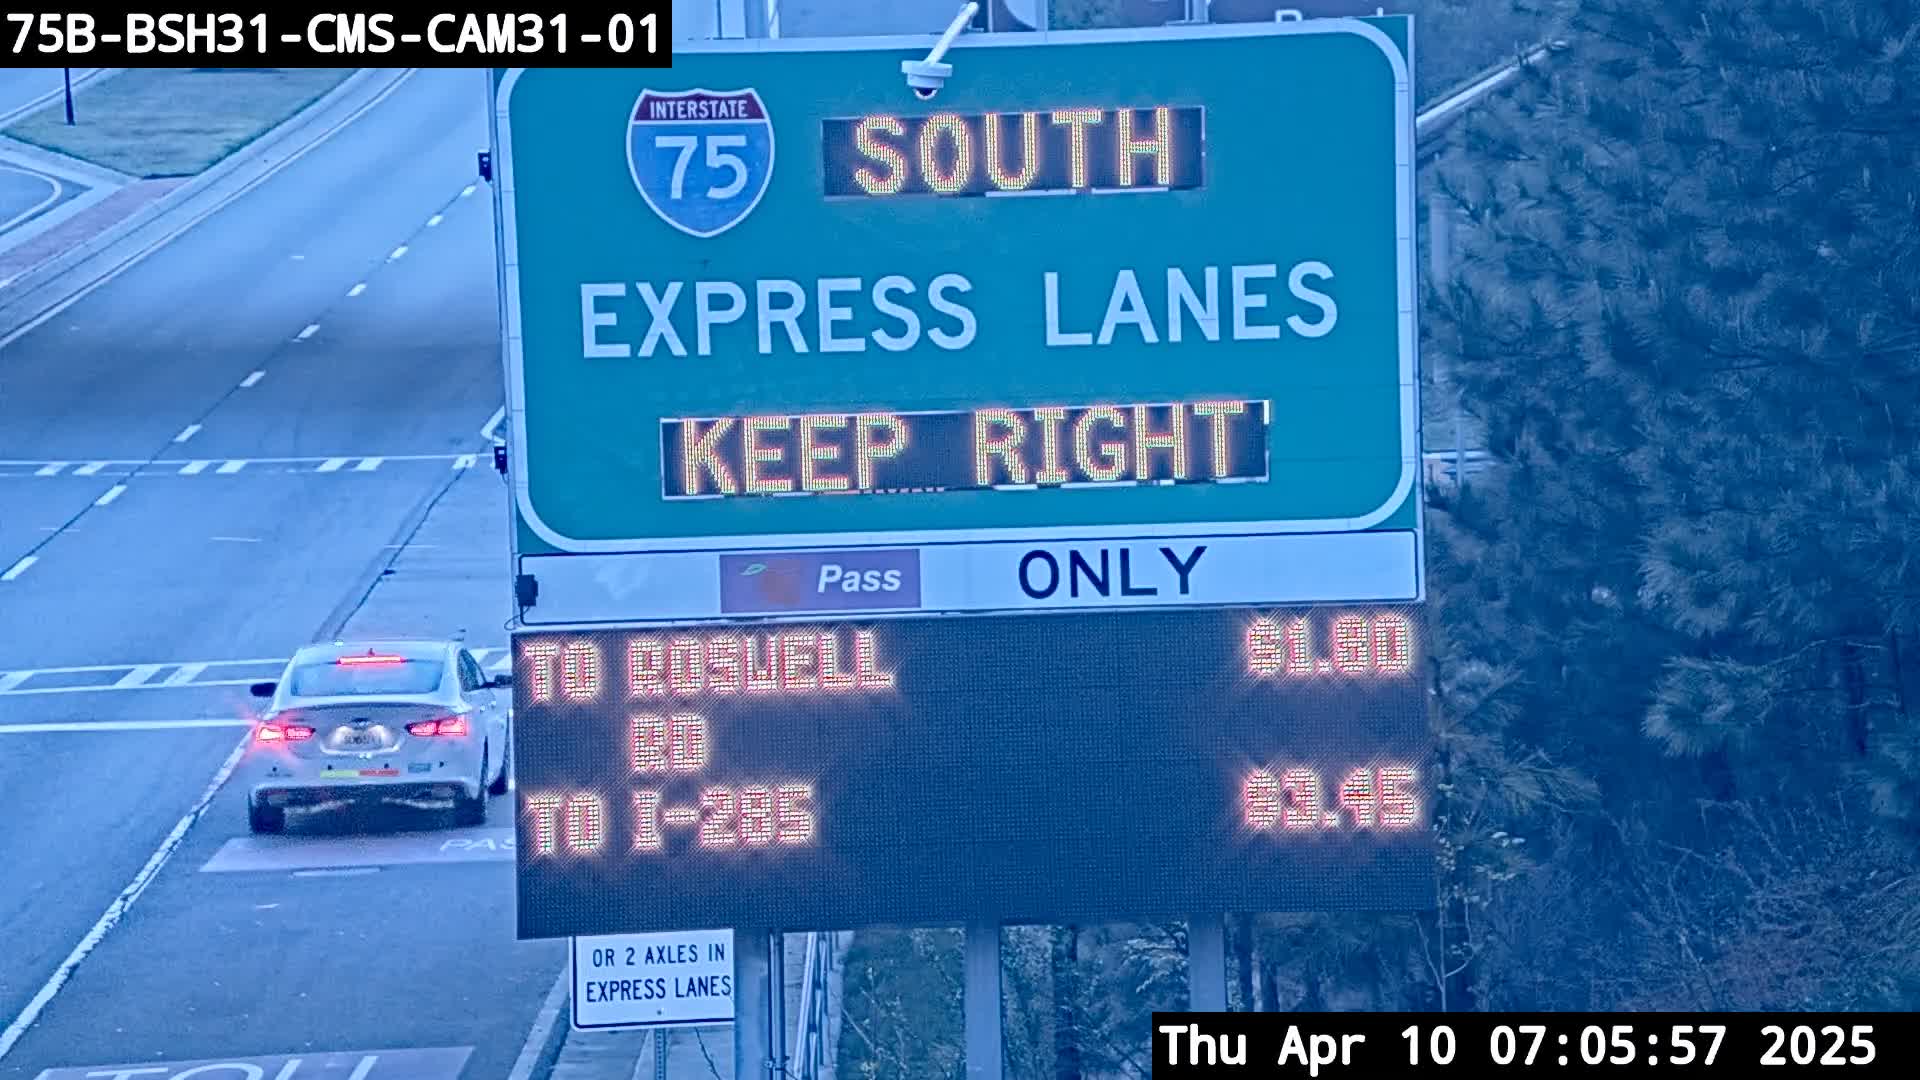 75B-BSH31-CMS-CAM31-01
INTERSTATE
75
SOUTH
EXPRESS LANES
KEEP RIGHT
Pass ONLY
TO ROSWELL $1.80
RD
TO I-285 $3.45
OR 2 AXLES IN
EXPRESS LANES
TOLL
Thu Apr 10 07:05:57 2025